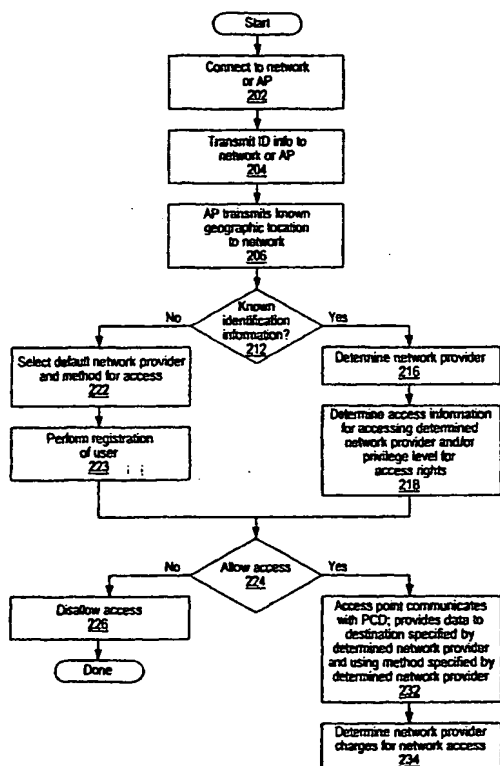 Start
Connect to network
or AP
202
Transmit ID info to
network or AP
204
AP transmits known
geographic location
to network
206
Known
identification
information?
212
No
Yes
Select default network provider
and method for access
222
Determine network provider
216
Perform registration
of user
223
Determine access information
for accessing determined
network provider and/or
privilege level for
access rights
218
Allow access
224
No
Yes
Disallow access
226
Done
Access point communicates
with PCD; provides data to
destination specified by
determined network provider
and using method specified by
determined network provider
232
Determine network provider
charges for network access
234